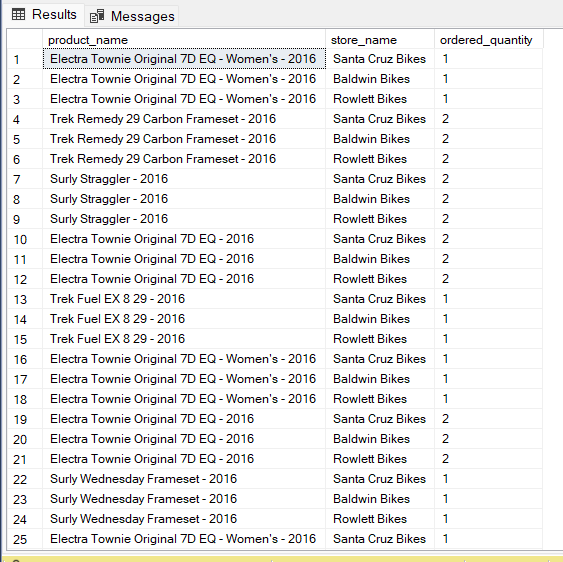 Results Messages
product_name store_name ordered_quantity
1 Electra Townie Original 7D EQ - Women's - 2016 Santa Cruz Bikes 1
2 Electra Townie Original 7D EQ - Women's - 2016 Baldwin Bikes 1
3 Electra Townie Original 7D EQ - Women's - 2016 Rowlett Bikes 1
4 Trek Remedy 29 Carbon Frameset - 2016 Santa Cruz Bikes 2
5 Trek Remedy 29 Carbon Frameset - 2016 Baldwin Bikes 2
6 Trek Remedy 29 Carbon Frameset - 2016 Rowlett Bikes 2
7 Surly Straggler - 2016 Santa Cruz Bikes 2
8 Surly Straggler - 2016 Baldwin Bikes 2
9 Surly Straggler - 2016 Rowlett Bikes 2
10 Electra Townie Original 7D EQ - 2016 Santa Cruz Bikes 2
11 Electra Townie Original 7D EQ - 2016 Baldwin Bikes 2
12 Electra Townie Original 7D EQ - 2016 Rowlett Bikes 2
13 Trek Fuel EX 8 29 - 2016 Santa Cruz Bikes 1
14 Trek Fuel EX 8 29 - 2016 Baldwin Bikes 1
15 Trek Fuel EX 8 29 - 2016 Rowlett Bikes 1
16 Electra Townie Original 7D EQ - Women's - 2016 Santa Cruz Bikes 1
17 Electra Townie Original 7D EQ - Women's - 2016 Baldwin Bikes 1
18 Electra Townie Original 7D EQ - Women's - 2016 Rowlett Bikes 1
19 Electra Townie Original 7D EQ - 2016 Santa Cruz Bikes 2
20 Electra Townie Original 7D EQ - 2016 Baldwin Bikes 2
21 Electra Townie Original 7D EQ - 2016 Rowlett Bikes 2
22 Surly Wednesday Frameset - 2016 Santa Cruz Bikes 1
23 Surly Wednesday Frameset - 2016 Baldwin Bikes 1
24 Surly Wednesday Frameset - 2016 Rowlett Bikes 1
25 Electra Townie Original 7D EQ - Women's - 2016 Santa Cruz Bikes 1